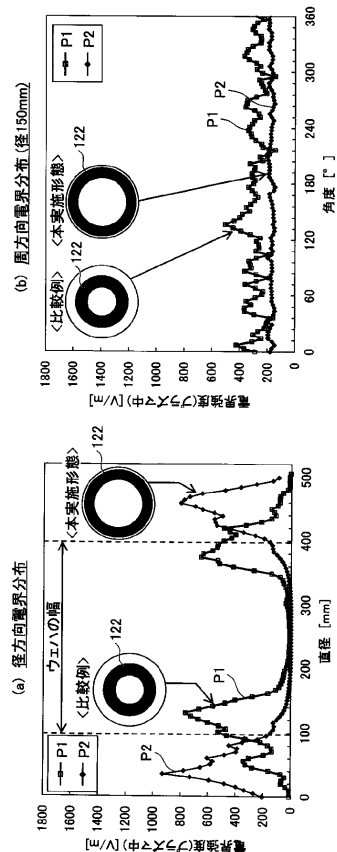 (a) 径方向電界分布
P1
P2
ウェハの幅
<比較例>
122
<本実施形態>
122
P2
P1
電界強度(プラズマ中) [V/m]
1800
1600
1400
1200
1000
800
600
400
200
0
0
100
200
300
400
500
直径 [mm]
(b) 周方向電界分布 (径150mm)
P1
P2
<比較例>
122
<本実施形態>
122
P1
P2
電界強度(プラズマ中) [V/m]
1800
1600
1400
1200
1000
800
600
400
200
0
0
60
120
180
240
300
360
角度 [°]